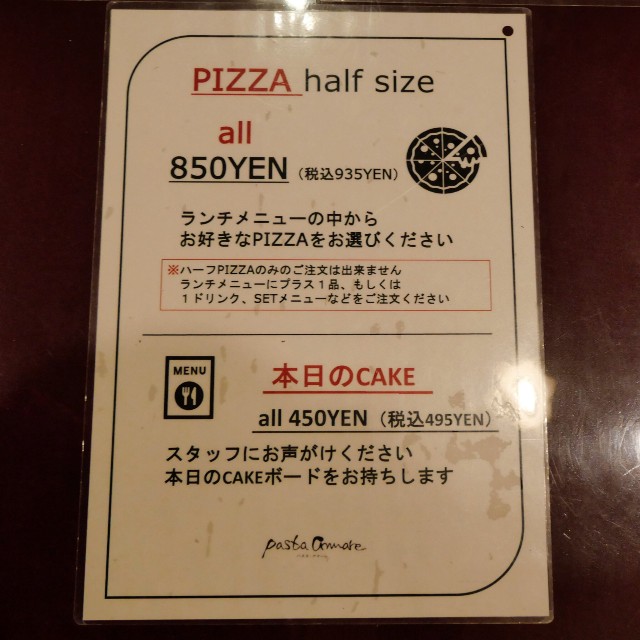 PIZZA half size
all
850YEN（税込935YEN）
ランチメニューの中から
お好きなPIZZAをお選びください
※ハーフPIZZAのみのご注文は出来ません
ランチメニューにプラス１品、もしくは
１ドリンク、SETメニューなどをご注文ください
MENU
本日のCAKE
all 450YEN（税込495YEN）
スタッフにお声がけください
本日のCAKEボードをお持ちします
pasta amore